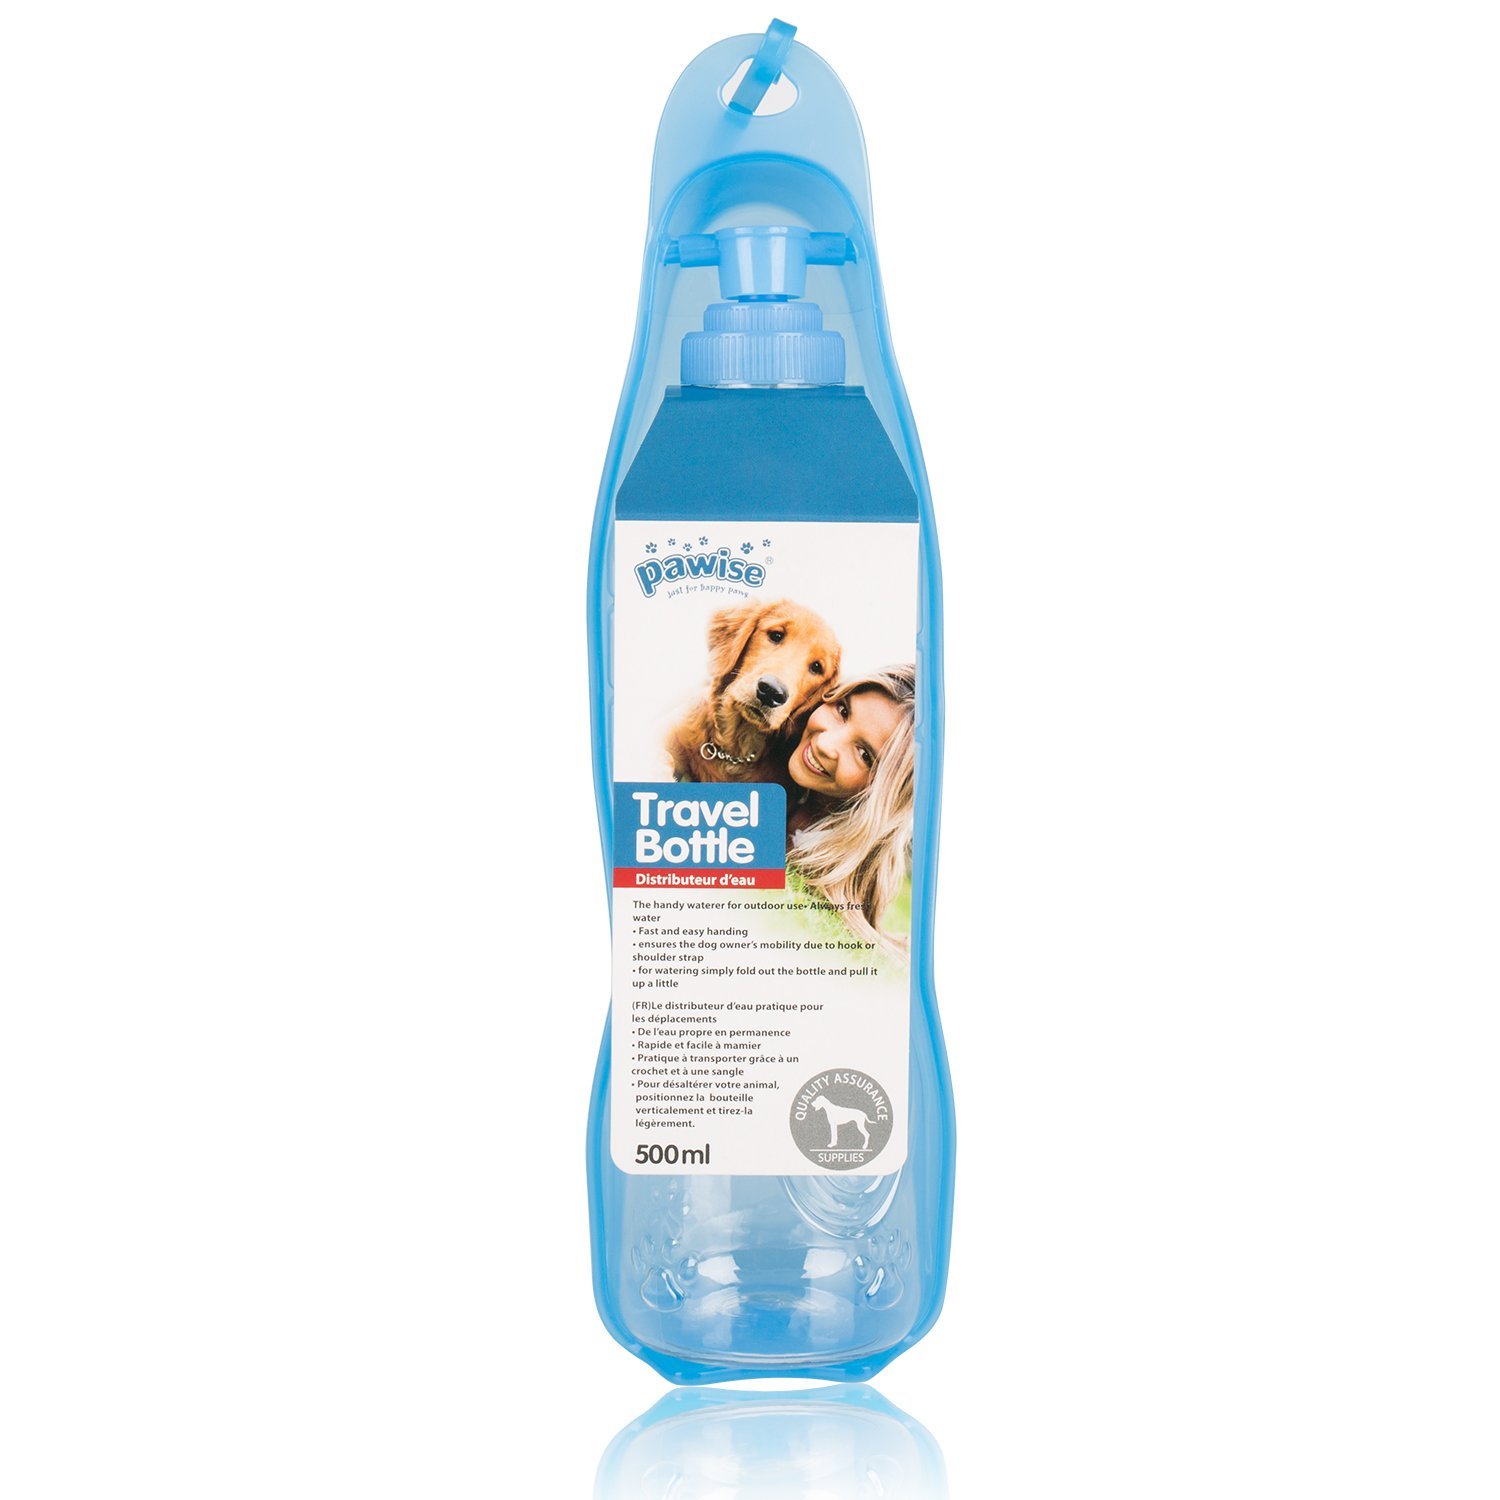 pawise®
just for happy paws
Travel
Bottle
Distributeur d'eau
The handy waterer for outdoor use• Always fresh
water
• Fast and easy handing
• ensures the dog owner's mobility due to hook or
shoulder strap
• for watering simply fold out the bottle and pull it
up a little
(FR)Le distributeur d'eau pratique pour
les déplacements
• De l'eau propre en permanence
• Rapide et facile à mamier
• Pratique à transporter grâce à un
crochet et à une sangle
• Pour désaltérer votre animal,
positionnez la bouteille
verticalement et tirez-la
légèrement.
500ml
QUALITY ASSURANCE
SUPPLIES